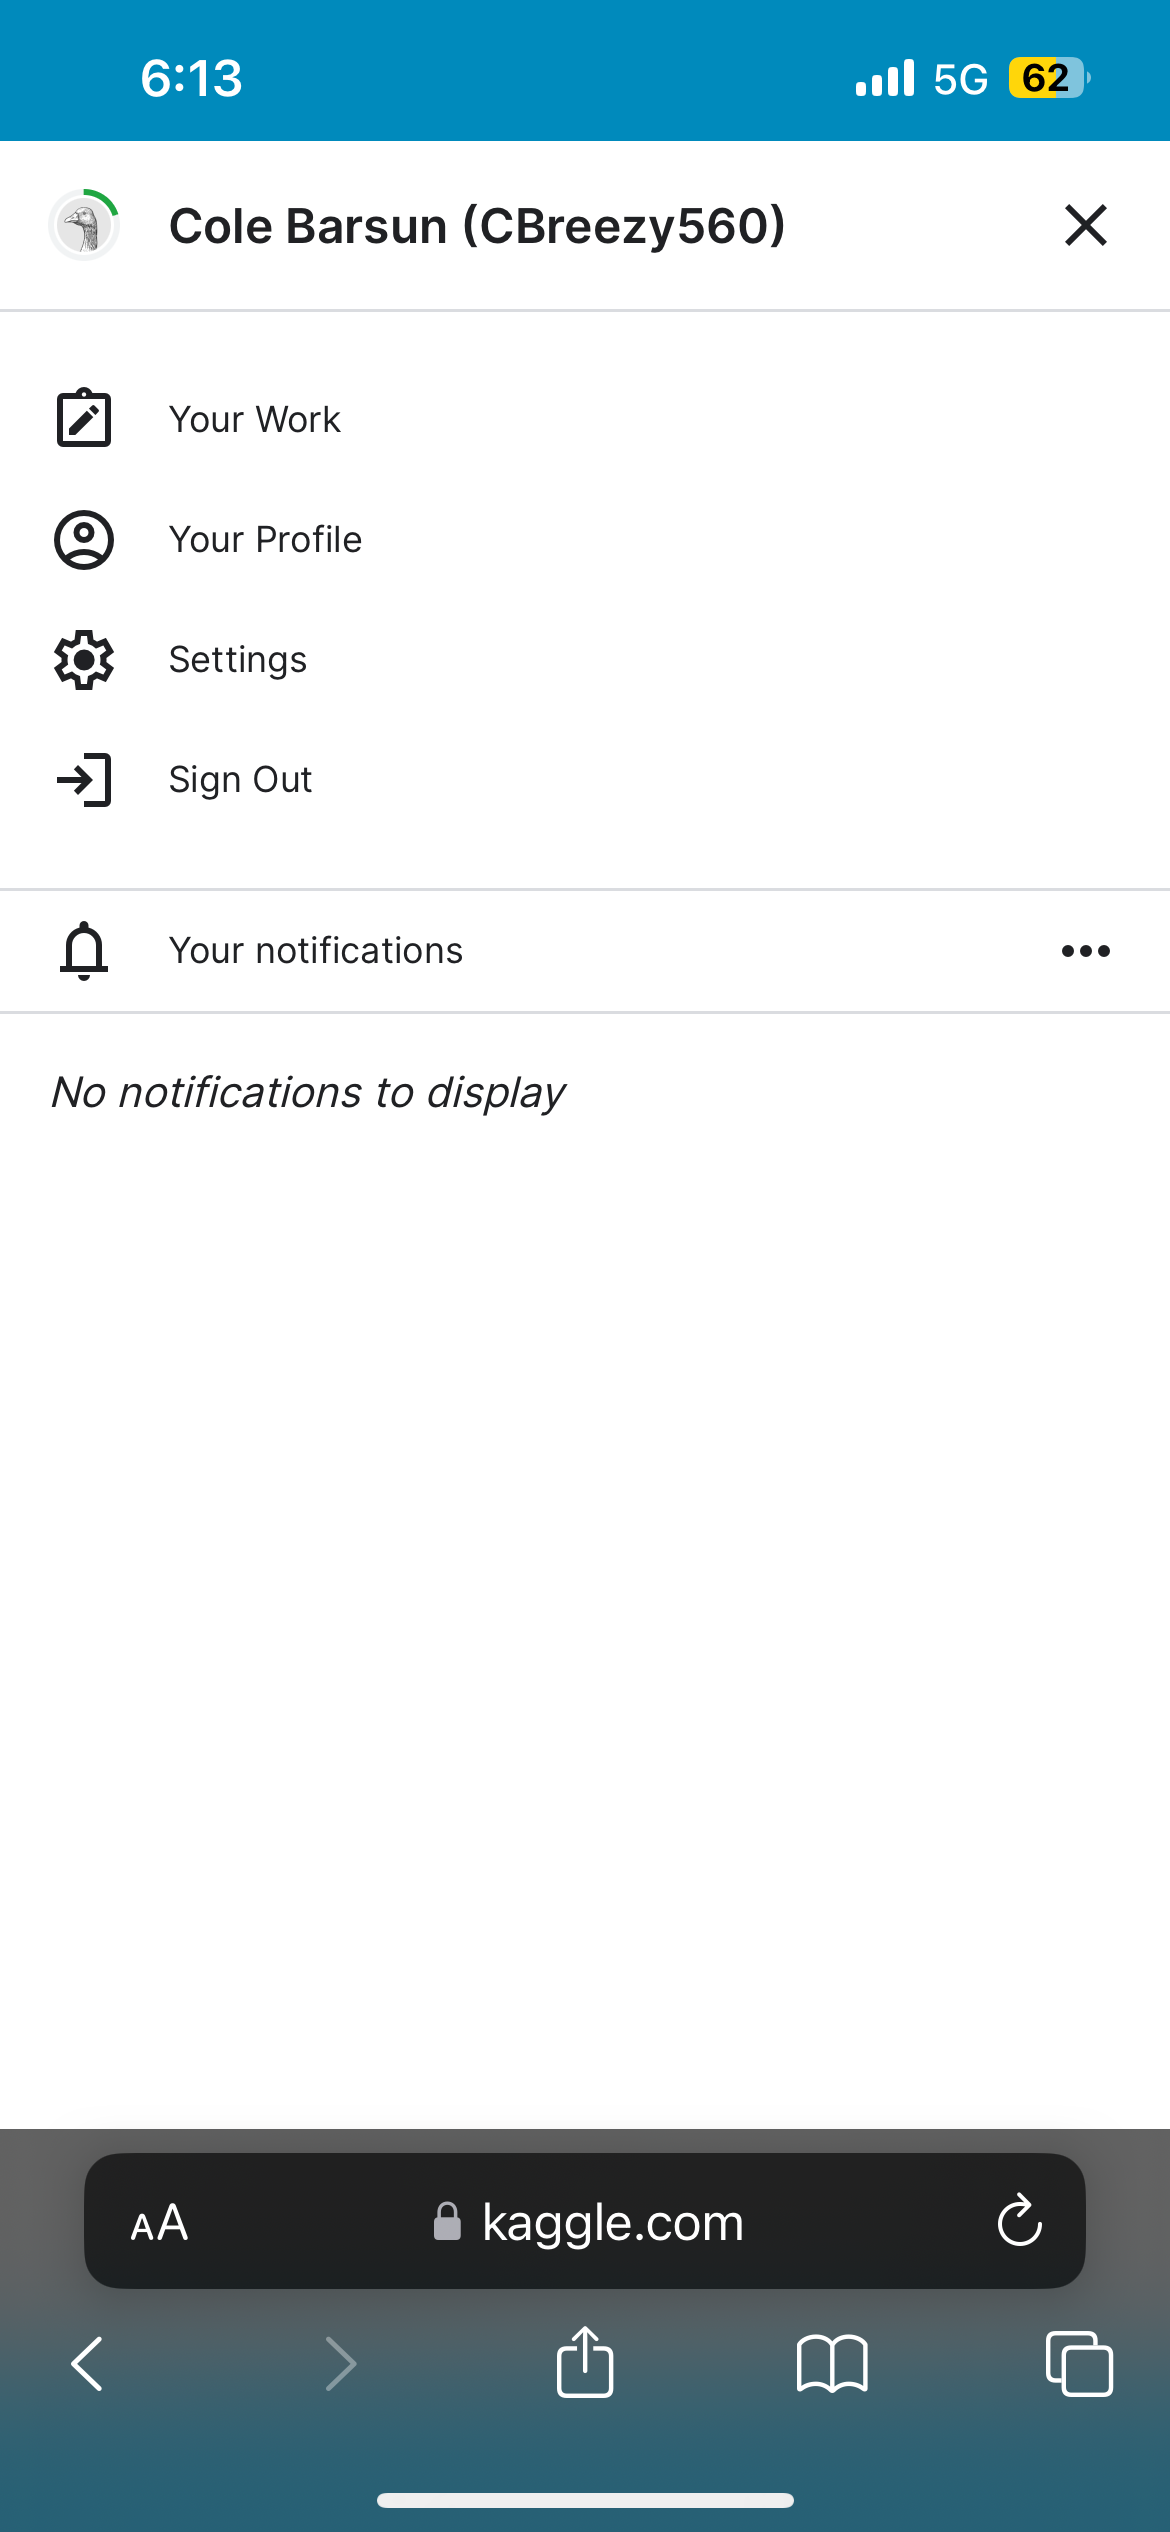 6:13 5G 62
Cole Barsun (CBreezy560)
Your Work
Your Profile
Settings
Sign Out
Your notifications
No notifications to display
AA kaggle.com